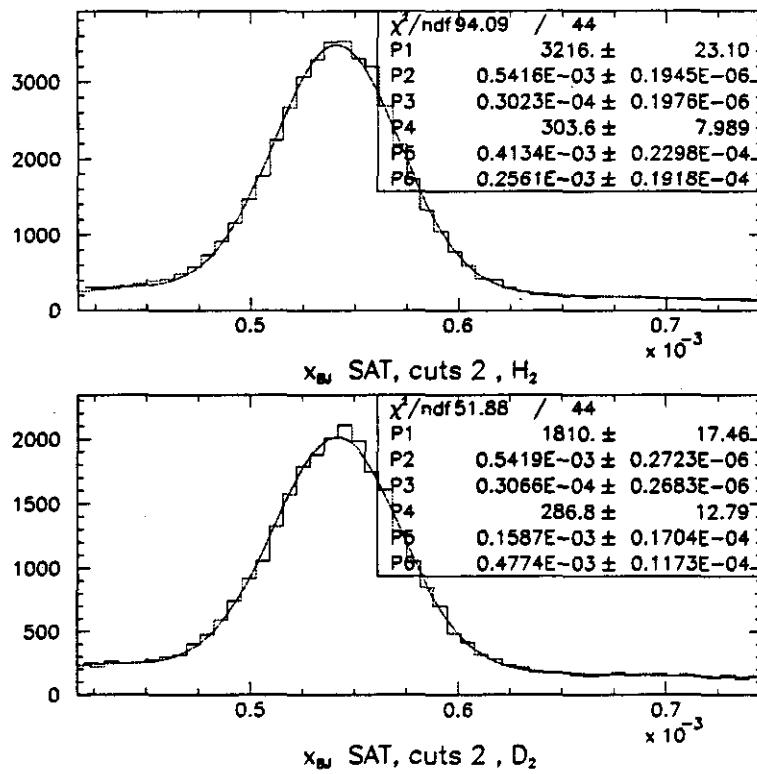 χ²/ndf 94.09 / 44
P1 3216. ± 23.10
P2 0.5416E-03 ± 0.1945E-06
P3 0.3023E-04 ± 0.1976E-06
P4 303.6 ± 7.989
P5 0.4134E-03 ± 0.2298E-04
P6 0.2561E-03 ± 0.1918E-04
3000
2000
1000
0
0.5 0.6 0.7
x 10⁻³
x_BJ SAT, cuts 2 , H₂
χ²/ndf 51.88 / 44
P1 1810. ± 17.46
P2 0.5419E-03 ± 0.2723E-06
P3 0.3066E-04 ± 0.2683E-06
P4 286.8 ± 12.79
P5 0.1587E-03 ± 0.1704E-04
P6 0.4774E-03 ± 0.1173E-04
2000
1500
1000
500
0
0.5 0.6 0.7
x 10⁻³
x_BJ SAT, cuts 2 , D₂